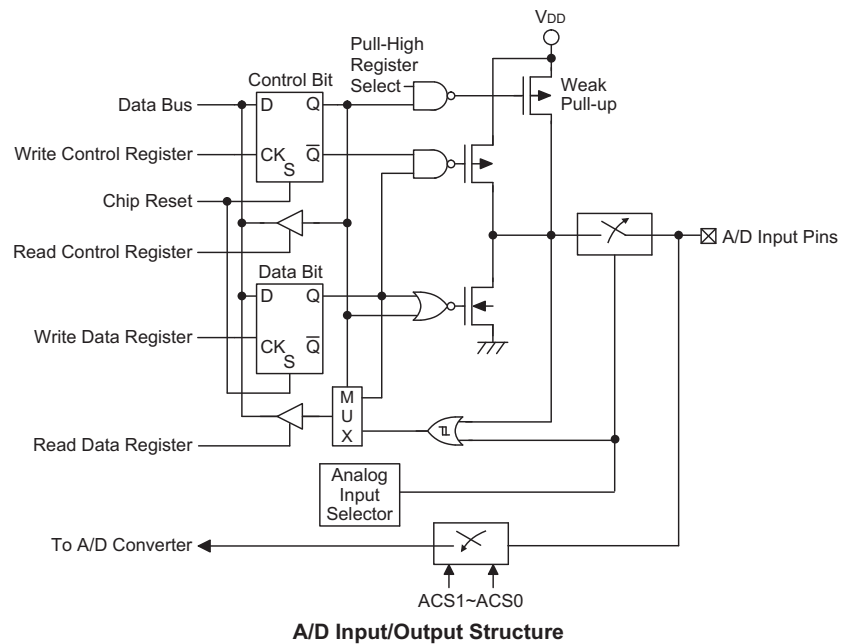 VDD
Pull-High
Register
Select
Control Bit
Weak
Pull-up
Data Bus
D
Q
Write Control Register
CK
Q̅
S
Chip Reset
A/D Input Pins
Read Control Register
Data Bit
D
Q
Write Data Register
CK
Q̅
S
M
U
X
Read Data Register
Analog
Input
Selector
To A/D Converter
ACS1~ACS0
A/D Input/Output Structure